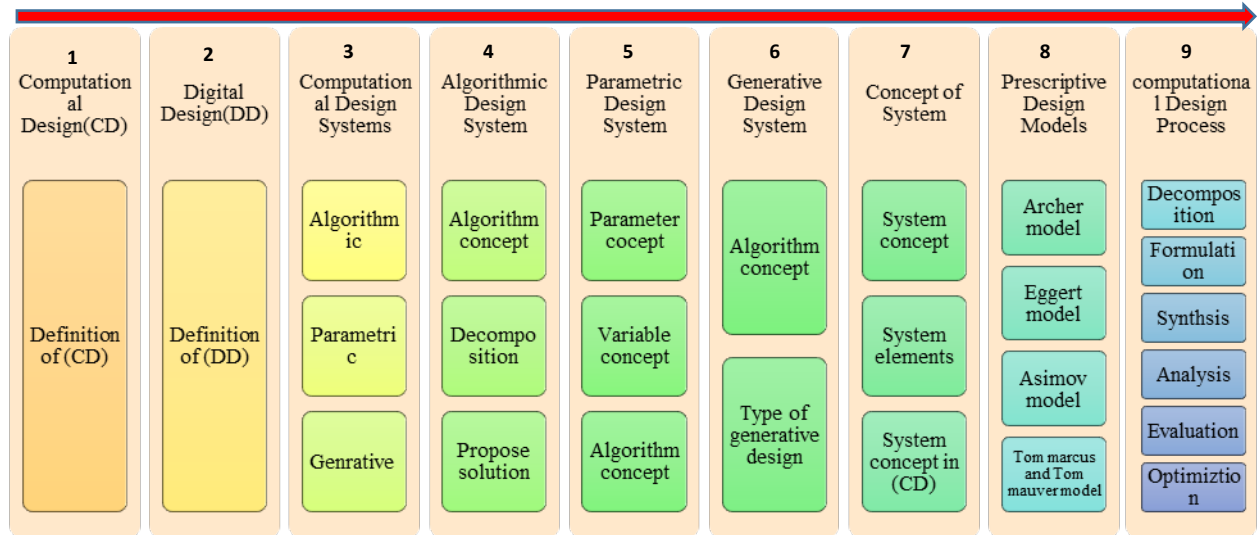 1
Computation
al
Design(CD)
Definition
of (CD)
2
Digital
Design(DD)
Definition
of (DD)
3
Computation
al Design
Systems
Algorithm
ic
Parametri
c
Genrative
4
Algorithmic
Design
System
Algorithm
concept
Decompo
sition
Propose
solution
5
Parametric
Design
System
Parameter
cocept
Variable
concept
Algorithm
concept
6
Generative
Design
System
Algorithm
concept
Type of
generative
design
7
Concept of
System
System
concept
System
elements
System
concept in
(CD)
8
Prescriptive
Design
Models
Archer
model
Eggert
model
Asimov
model
Tom marcus
and Tom
mauver model
9
computationa
l Design
Process
Decompos
ition
Formulati
on
Synthsis
Analysis
Evaluation
Optimiztio
n